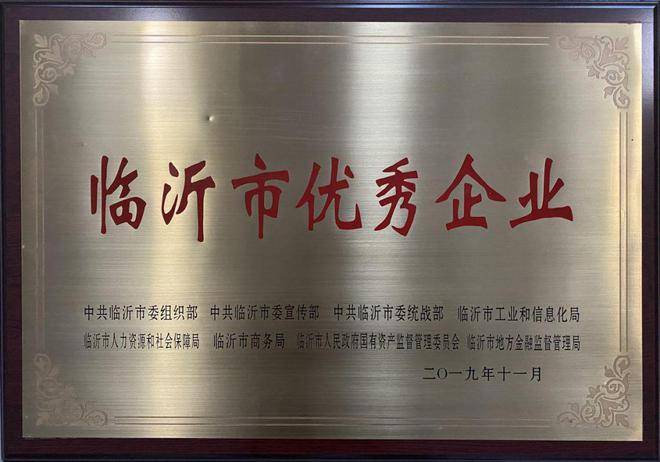 临沂市优秀企业
中共临沂市委组织部 中共临沂市委宣传部 中共临沂市委统战部 临沂市工业和信息化局
临沂市人力资源和社会保障局 临沂市商务局 临沂市人民政府国有资产监督管理委员会 临沂市地方金融监督管理局
二〇一九年十一月